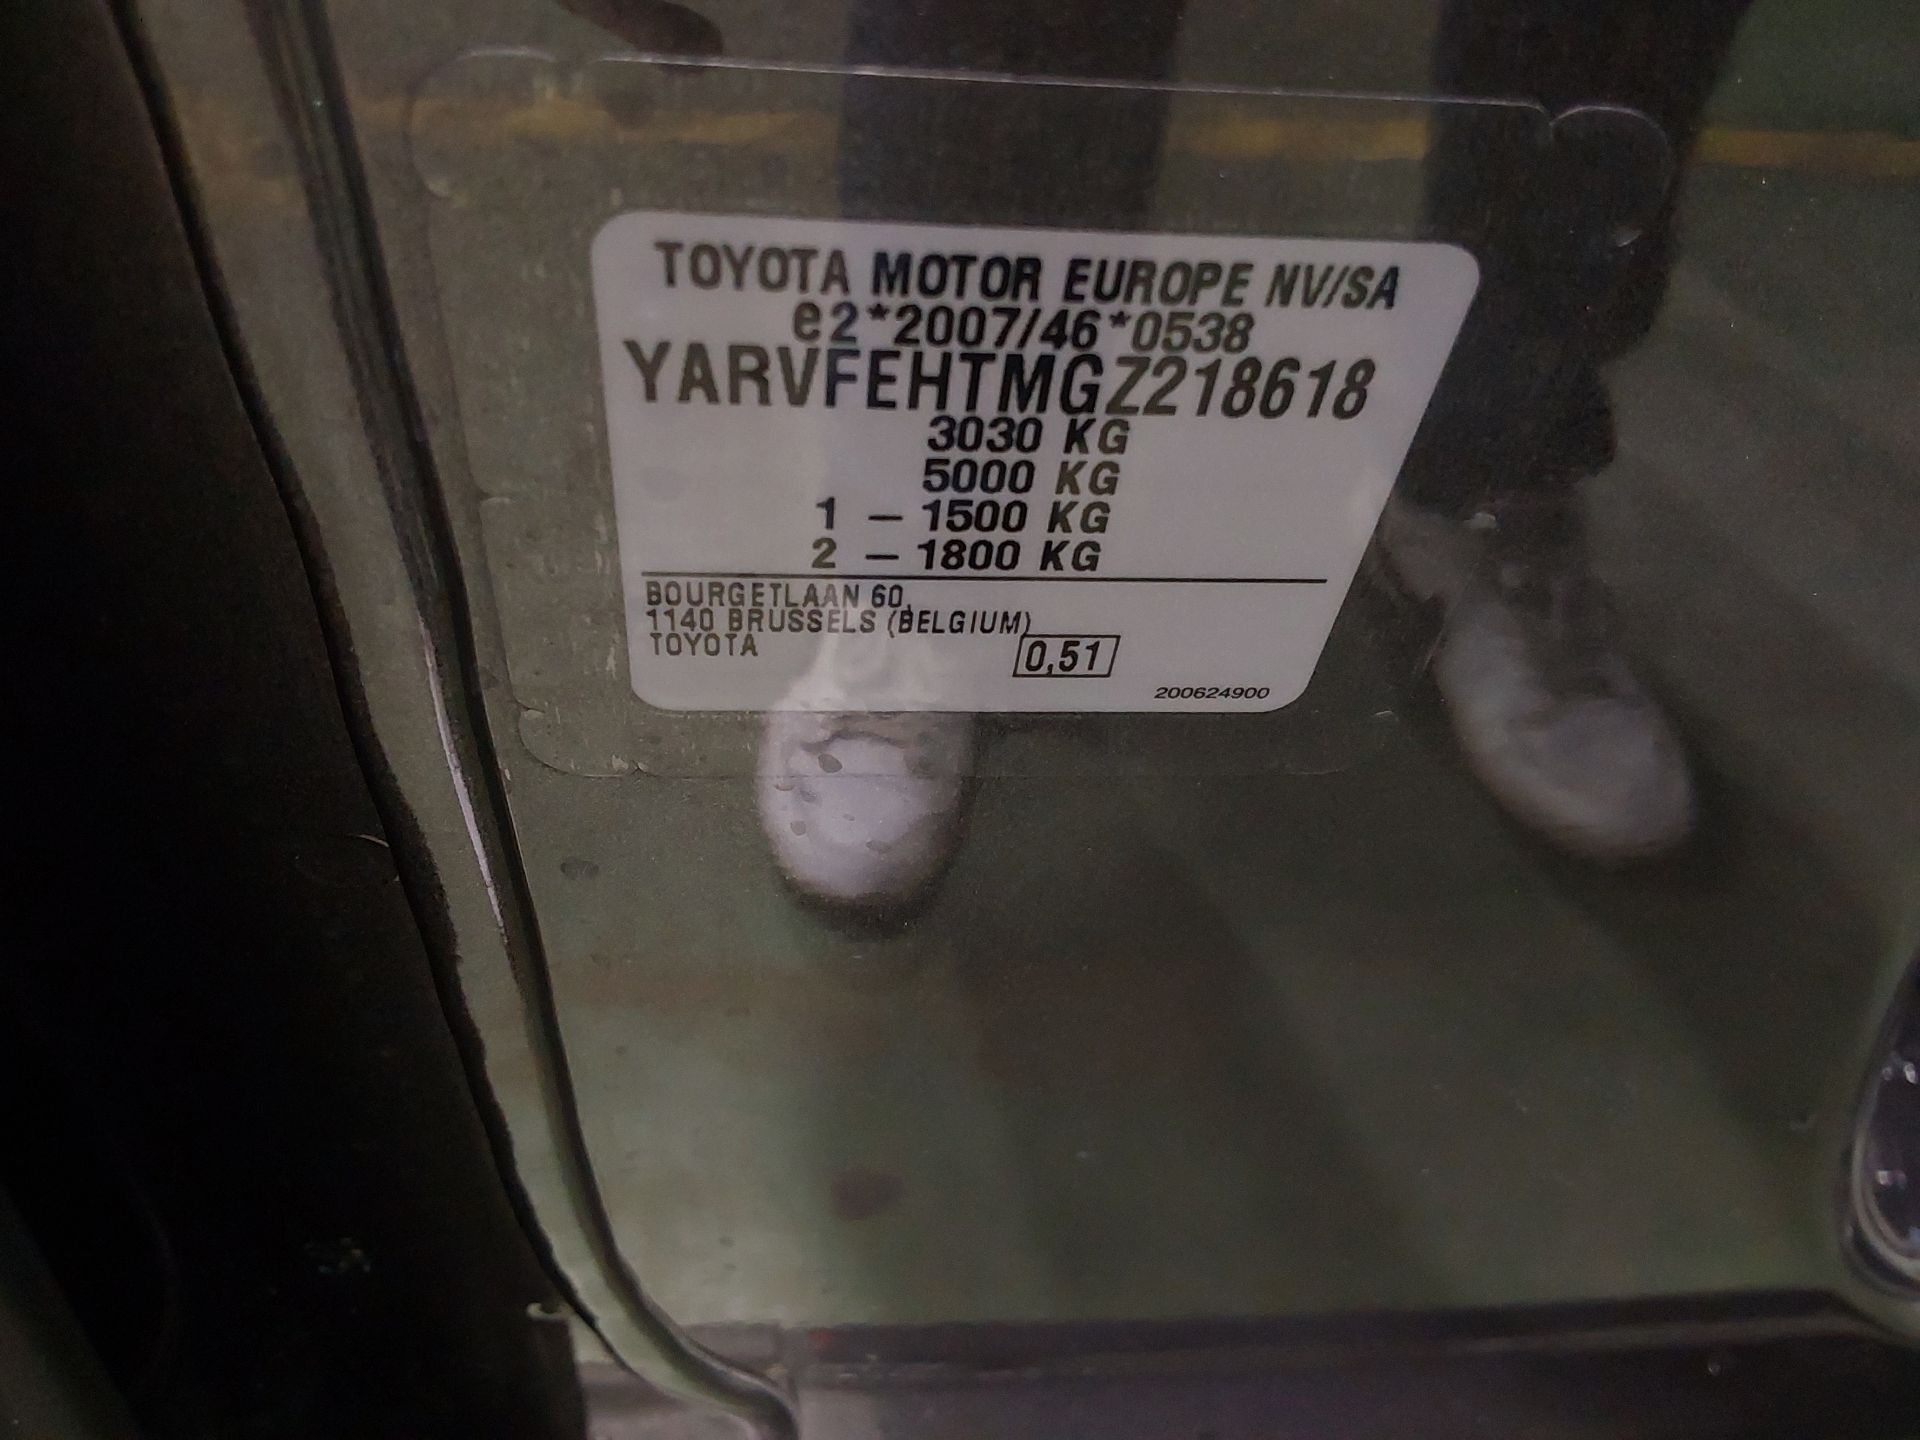 TOYOTA MOTOR EUROPE NV/SA
e2*2007/46*0538
YARVFEHTMGZ218618
3030 KG
5000 KG
1 – 1500 KG
2 – 1800 KG
BOURGETLAAN 60,
1140 BRUSSELS (BELGIUM)
TOYOTA
0,51
200624900